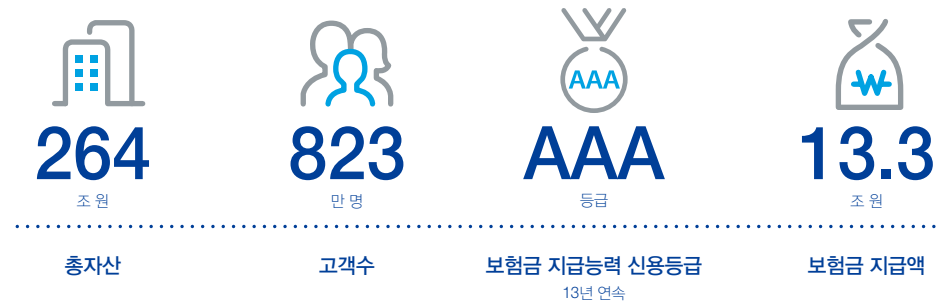 AAA
264
823
AAA
13.3
조 원
만 명
등급
조 원
총자산
고객수
보험금 지급능력 신용등급
보험금 지급액
13년 연속